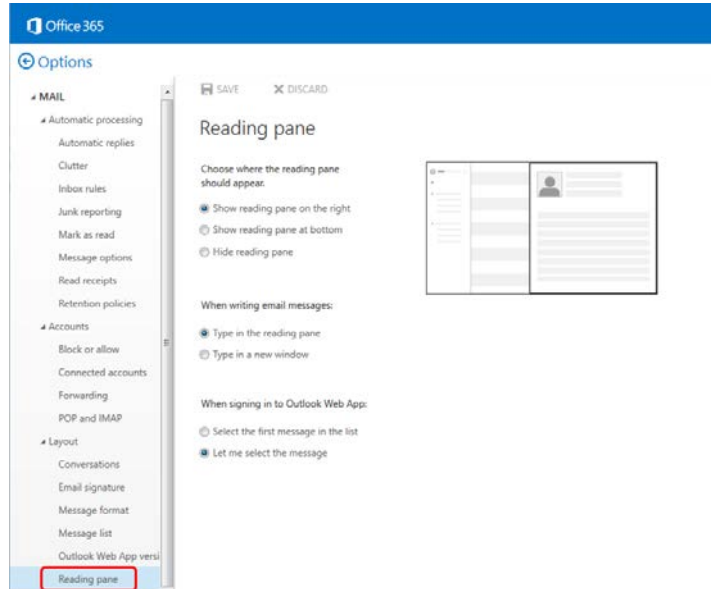 Office 365
Options
MAIL
Automatic processing
Automatic replies
Clutter
Inbox rules
Junk reporting
Mark as read
Message options
Read receipts
Retention policies
Accounts
Block or allow
Connected accounts
Forwarding
POP and IMAP
Layout
Conversations
Email signature
Message format
Message list
Outlook Web App versi
Reading pane
SAVE
DISCARD
Reading pane
Choose where the reading pane
should appear.
Show reading pane on the right
Show reading pane at bottom
Hide reading pane
When writing email messages:
Type in the reading pane
Type in a new window
When signing in to Outlook Web App:
Select the first message in the list
Let me select the message